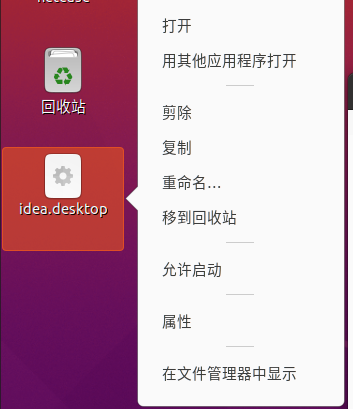 netease
打开
用其他应用程序打开
回收站
剪除
复制
重命名...
移到回收站
idea.desktop
允许启动
属性
在文件管理器中显示